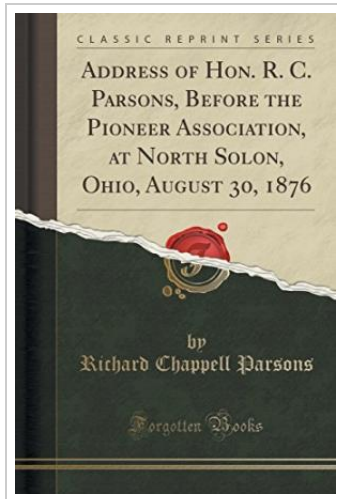 CLASSIC REPRINT SERIES
ADDRESS OF HON. R. C.
PARSONS, BEFORE THE
PIONEER ASSOCIATION,
AT NORTH SOLON,
OHIO, AUGUST 30, 1876
by
Richard Chappell Parsons
Forgotten Books